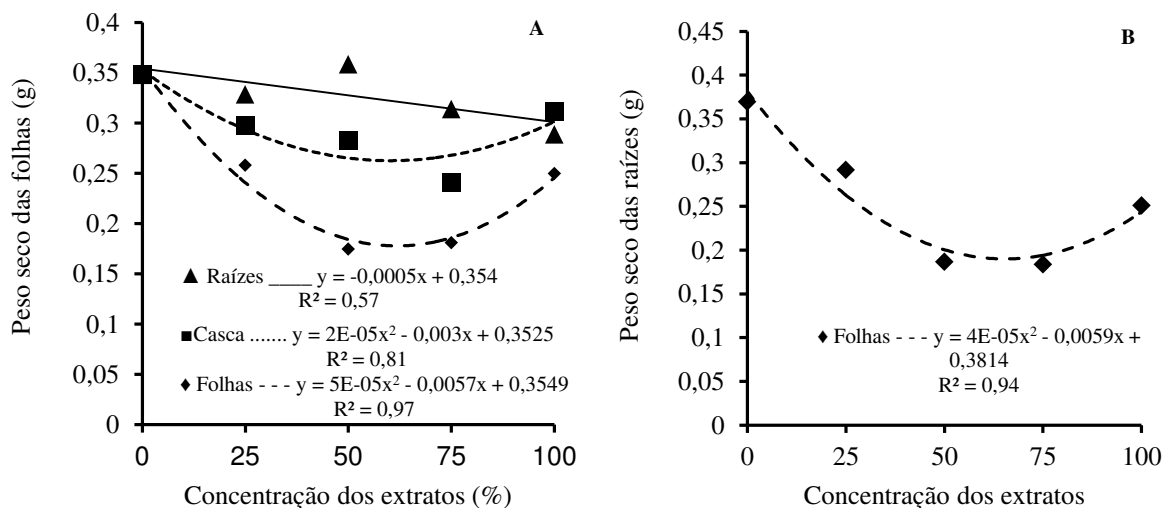 A
Peso seco das folhas (g)
0,4
0,35
0,3
0,25
0,2
0,15
0,1
0,05
0
▲ Raízes ____ y = -0,0005x + 0,354
R² = 0,57
■Casca ....... y = 2E-05x² - 0,003x + 0,3525
R² = 0,81
◆ Folhas - - - y = 5E-05x² - 0,0057x + 0,3549
R² = 0,97
0 25 50 75 100
Concentração dos extratos (%)
B
Peso seco das raízes (g)
0,45
0,4
0,35
0,3
0,25
0,2
0,15
0,1
0,05
0
◆ Folhas - - - y = 4E-05x² - 0,0059x +
0,3814
R² = 0,94
0 25 50 75 100
Concentração dos extratos